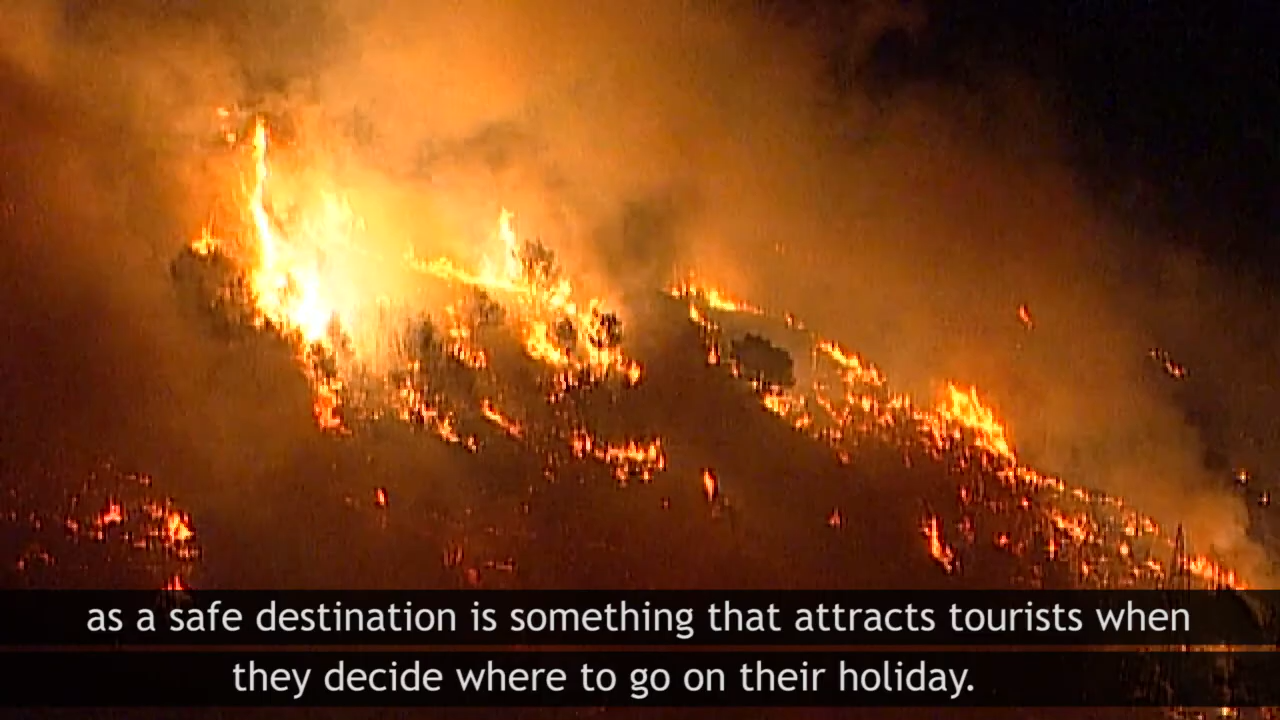 as a safe destination is something that attracts tourists when
they decide where to go on their holiday.